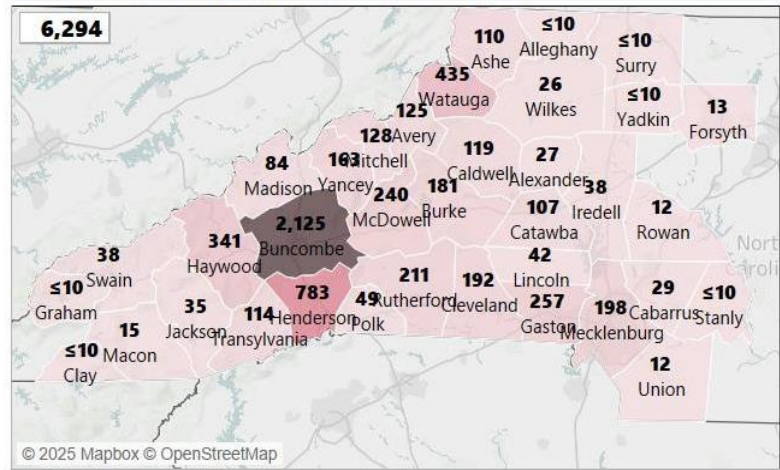 6,294
110
Ashe
≤10
Alleghany
≤10
Surry
435
Watauga
26
Wilkes
≤10
Yadkin
13
Forsyth
125
Avery
128
Mitchell
163
Yancey
84
Madison
119
Caldwell
27
Alexander
38
Iredell
240
McDowell
181
Burke
107
Catawba
12
Rowan
2,125
Buncombe
341
Haywood
38
Swain
≤10
Graham
42
Lincoln
783
Henderson
49
Polk
211
Rutherford
192
Cleveland
257
Gaston
198
Mecklenburg
29
Cabarrus
≤10
Stanly
35
Jackson
114
Transylvania
15
Macon
≤10
Clay
12
Union
North
Caroli
© 2025 Mapbox © OpenStreetMap